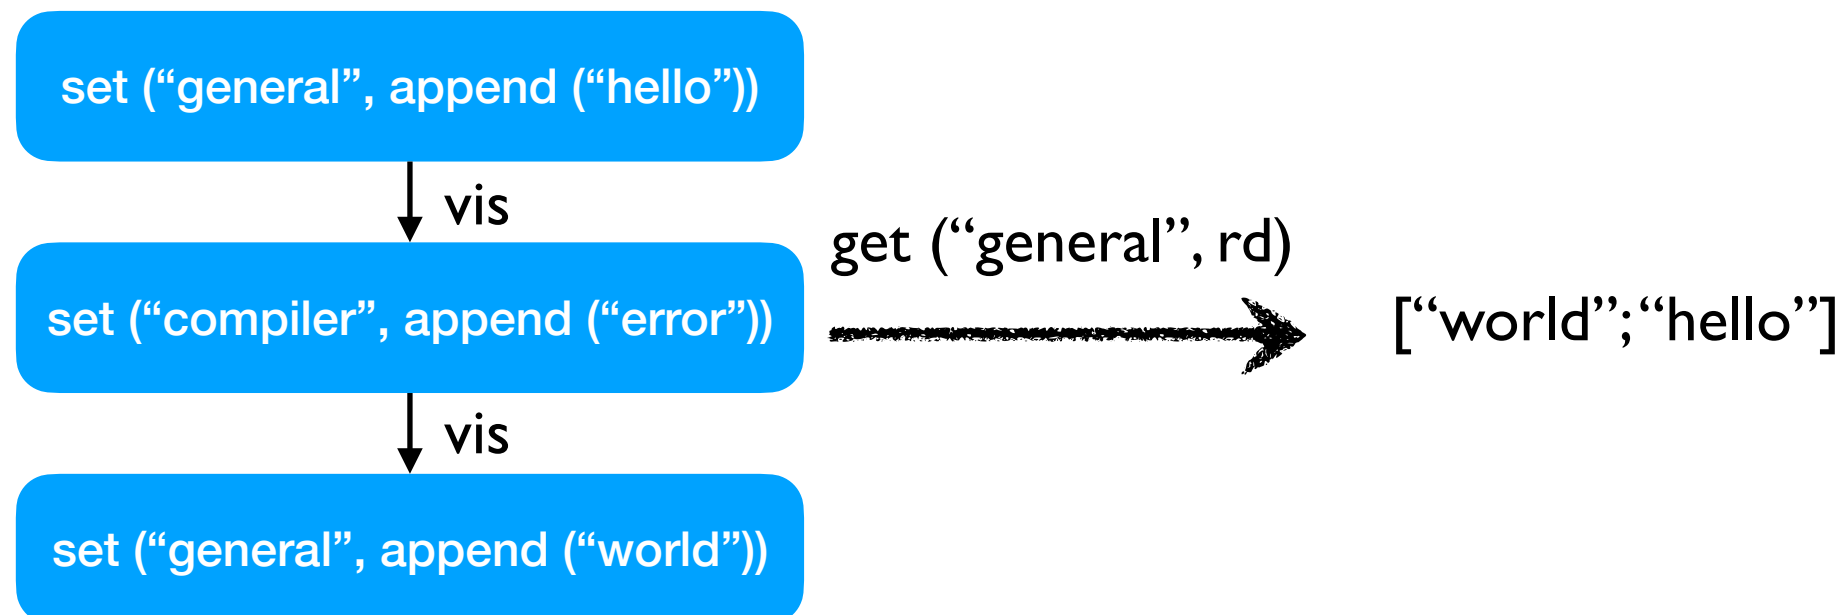 set (“general”, append (“hello”))
vis
set (“compiler”, append (“error”))
vis
set (“general”, append (“world”))
get (“general”, rd)
[“world”;“hello”]